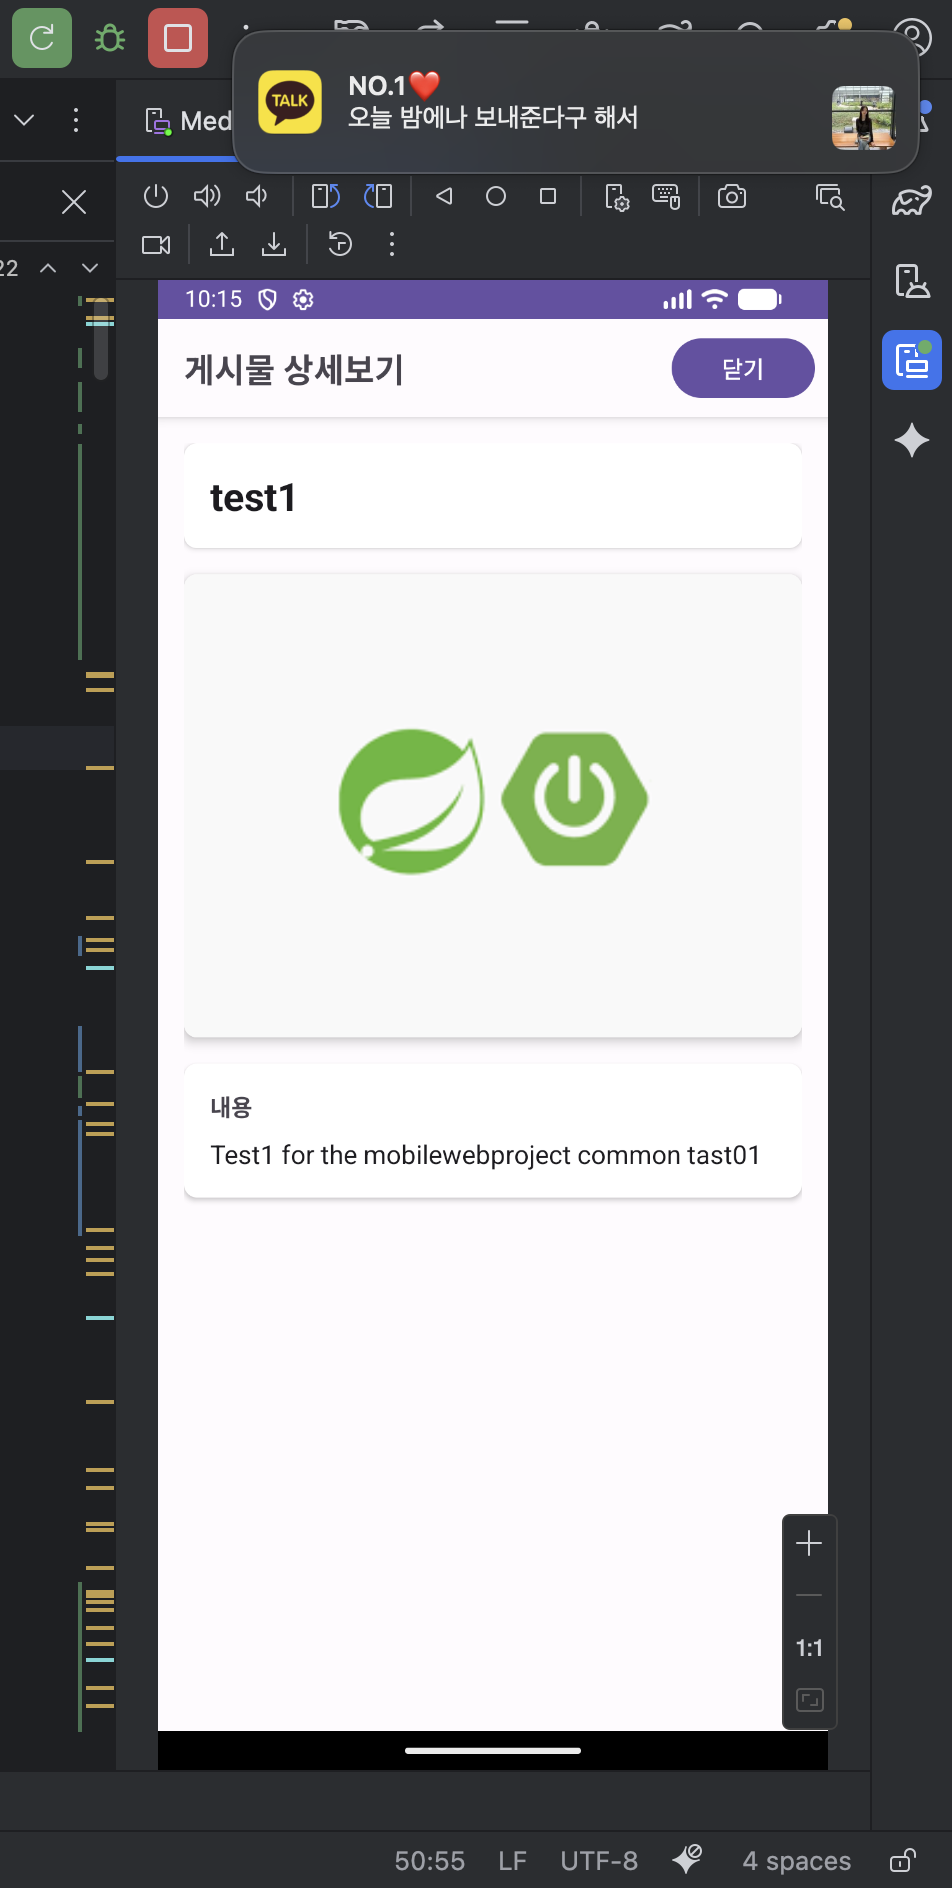 NO.1❤️
오늘 밤에나 보내준다구 해서
TALK
Med
22
10:15
게시물 상세보기
닫기
test1
내용
Test1 for the mobilewebproject common tast01
1:1
50:55 LF UTF-8 4 spaces